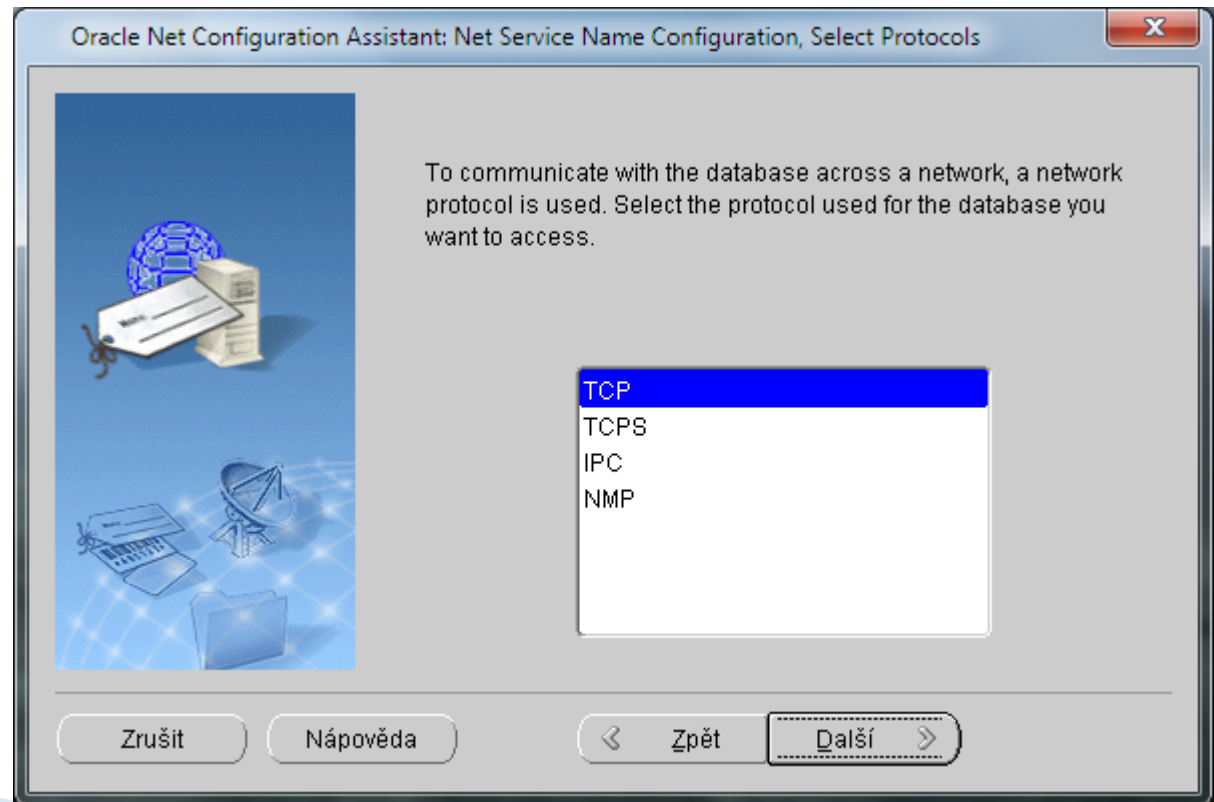 Oracle Net Configuration Assistant: Net Service Name Configuration, Select Protocols
To communicate with the database across a network, a network
protocol is used. Select the protocol used for the database you
want to access.
TCP
TCPS
IPC
NMP
Zrušit
Nápověda
Zpět
Další